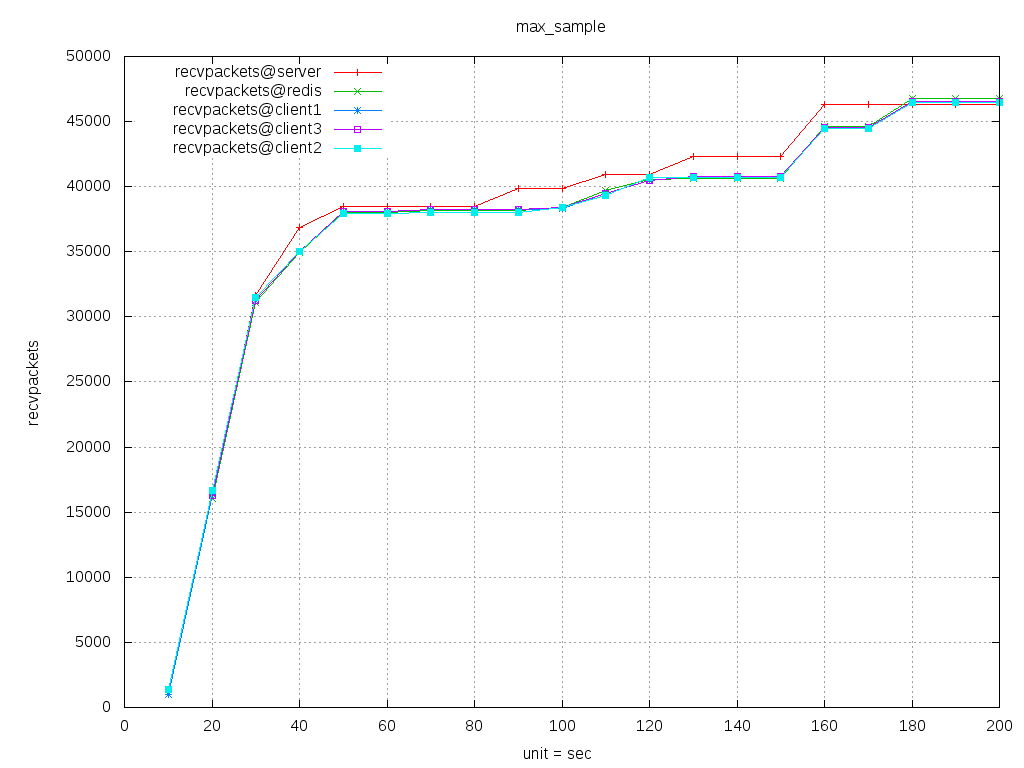 max_sample
50000
45000
40000
35000
30000
25000
20000
15000
10000
5000
0
recvpackets@server
recvpackets@redis
recvpackets@client1
recvpackets@client3
recvpackets@client2
recvpackets
0 20 40 60 80 100 120 140 160 180 200
unit = sec